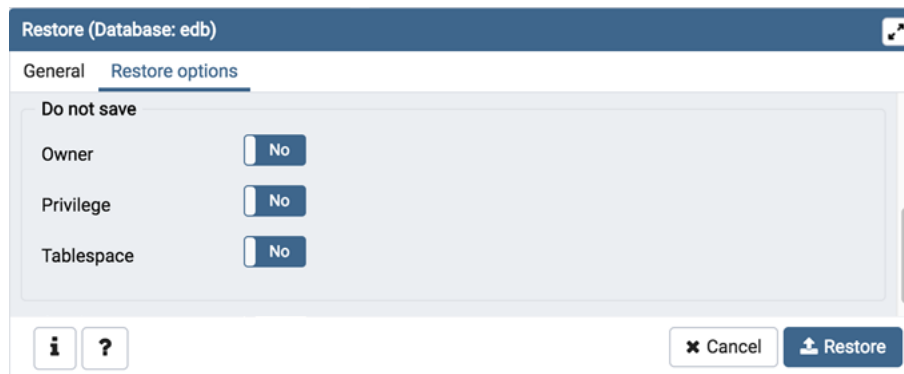 Restore (Database: edb)
General Restore options
Do not save
Owner No
Privilege No
Tablespace No
i ? Cancel Restore